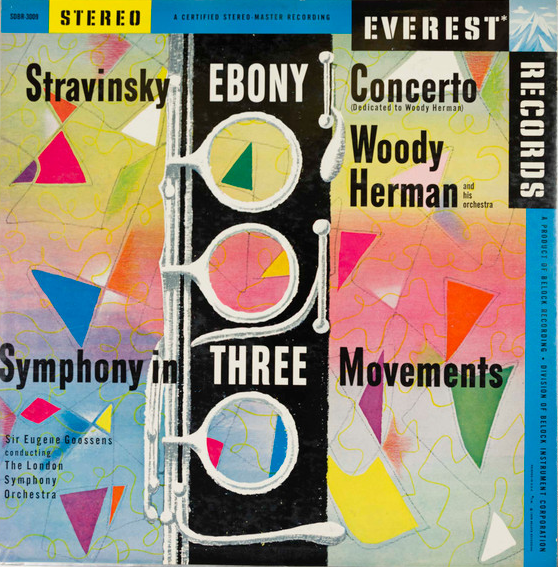 SDBR-3009
STEREO
A CERTIFIED STEREO-MASTER RECORDING
EVEREST*
RECORDS
Stravinsky EBONY Concerto
(Dedicated to Woody Herman)
Woody
Herman and his orchestra
Symphony in THREE Movements
Sir Eugene Goossens
conducting
The London
Symphony
Orchestra
A PRODUCT OF BELOCK RECORDING • DIVISION OF BELOCK INSTRUMENT CORPORATION